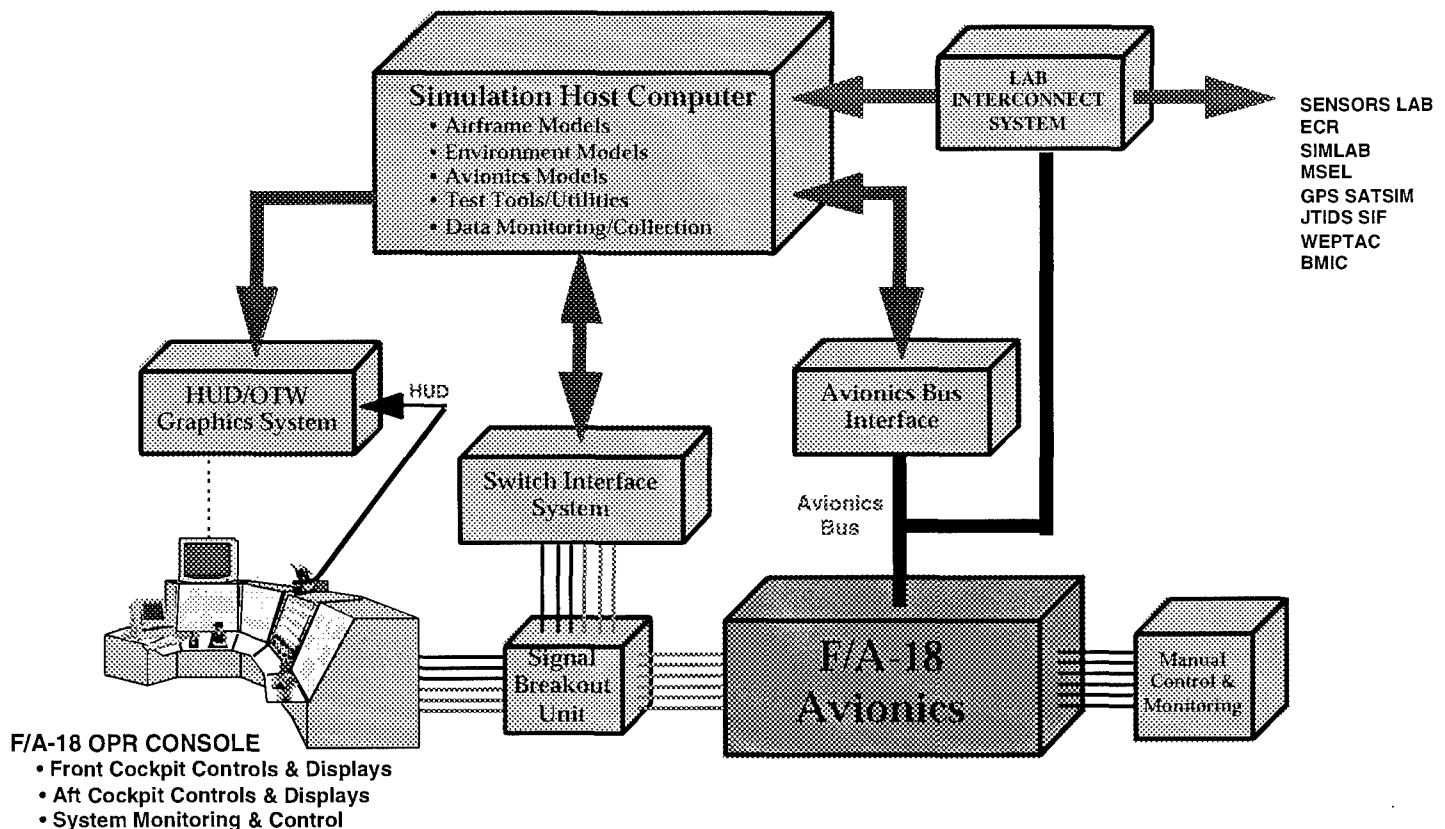 Simulation Host Computer
• Airframe Models
• Environment Models
• Avionics Models
• Test Tools/Utilities
• Data Monitoring/Collection
LAB
INTERCONNECT
SYSTEM
SENSORS LAB
ECR
SIMLAB
MSEL
GPS SATSIM
JTIDS SIF
WEPTAC
BMIC
HUD/OTW
Graphics System
HUD
Switch Interface
System
Avionics Bus
Interface
Avionics
Bus
Signal
Breakout
Unit
F/A-18
Avionics
Manual
Control &
Monitoring
F/A-18 OPR CONSOLE
• Front Cockpit Controls & Displays
• Aft Cockpit Controls & Displays
• System Monitoring & Control